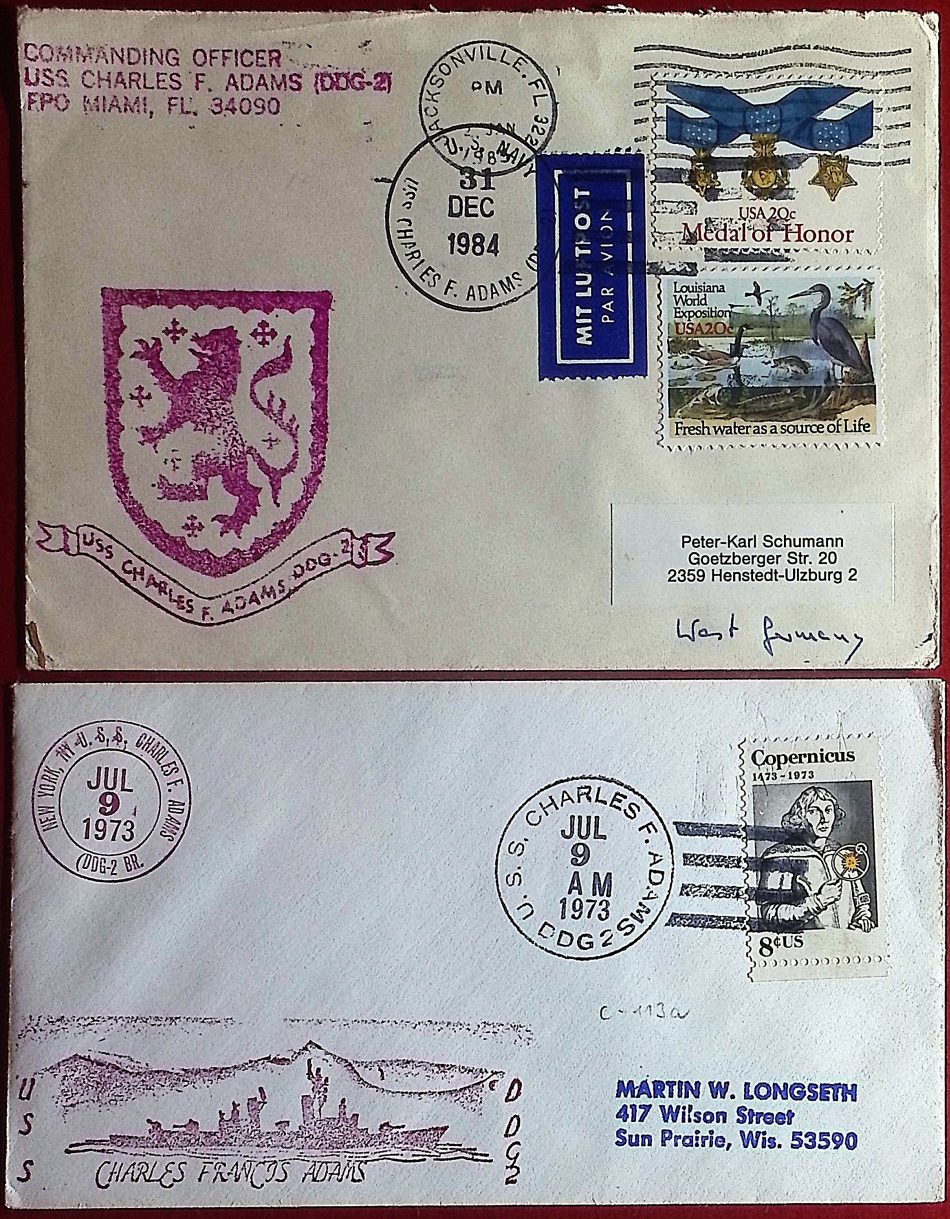 COMMANDING OFFICER
USS CHARLES F. ADAMS (DDG-2)
FPO MIAMI, FL. 34090
JACKSONVILLE, FL 322
PM
2 JAN
1985
U.S. NAVY
31
DEC
1984
USS CHARLES F. ADAMS (D
MIT LUFTPOST
PAR AVION
USA 20c
Medal of Honor
Louisiana
World
Exposition
USA 20c
Fresh water as a source of Life
USS CHARLES F. ADAMS DDG-2
Peter-Karl Schumann
Goetzberger Str. 20
2359 Henstedt-Ulzburg 2
West Germany
NEW YORK, NY U.S.S. CHARLES F. ADAMS
JUL
9
1973
(DDG-2 BR.
U.S.S. CHARLES F. ADAMS
JUL
9
AM
1973
DDG2
Copernicus
1473-1973
8¢ US
C-113a
USS
DDG2
CHARLES FRANCIS ADAMS
MARTIN W. LONGSETH
417 Wilson Street
Sun Prairie, Wis. 53590